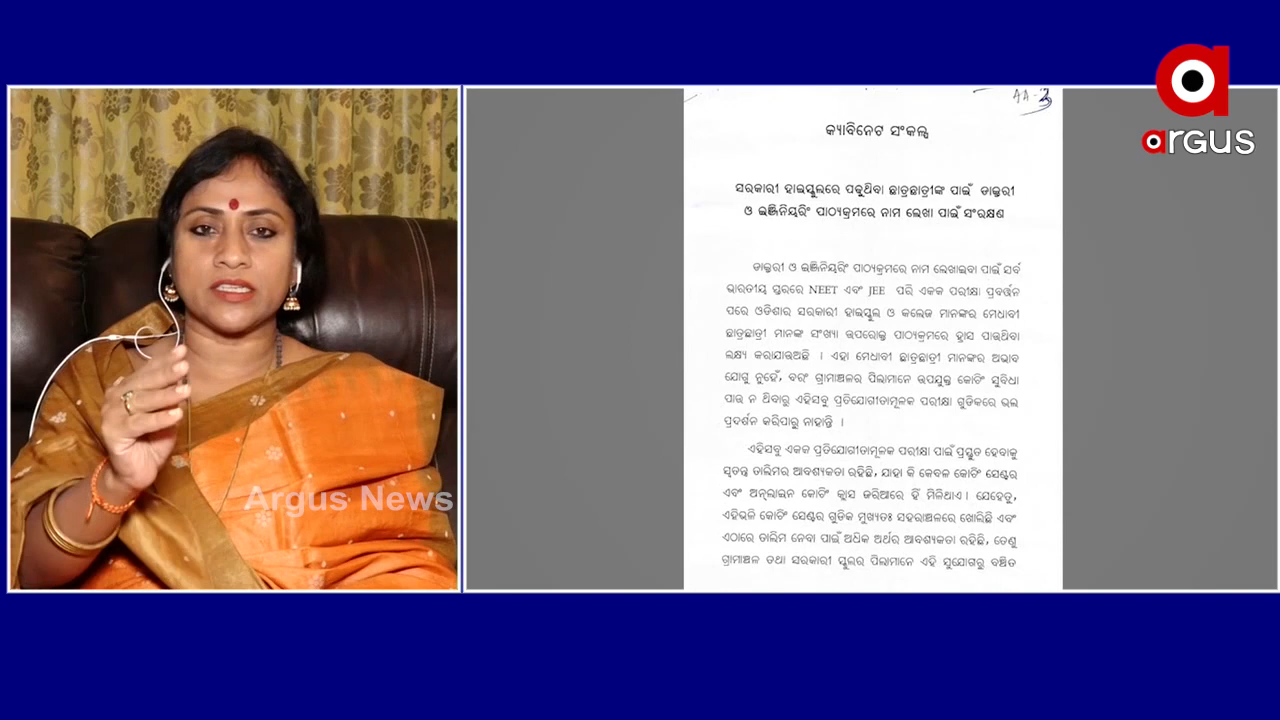 argus
Argus News
AA-2
କ୍ୟାବିନେଟ ସଂକଳ୍ପ
ସରକାରୀ ହାଇସ୍କୁଲରେ ପଢୁଥିବା ଛାତ୍ରଛାତ୍ରୀଙ୍କ ପାଇଁ ଡାକ୍ତରୀ
ଓ ଇଞ୍ଜିନିୟରିଂ ପାଠ୍ୟକ୍ରମରେ ନାମ ଲେଖା ପାଇଁ ସଂରକ୍ଷଣ
ଡାକ୍ତରୀ ଓ ଇଞ୍ଜିନିୟରିଂ ପାଠ୍ୟକ୍ରମରେ ନାମ ଲେଖାଇବା ପାଇଁ ସର୍ବ
ଭାରତୀୟ ସ୍ତରରେ NEET ଏବଂ JEE ପରି ଏକକ ପରୀକ୍ଷା ପ୍ରବର୍ତ୍ତନ
ପରେ ଓଡିଶାର ସରକାରୀ ହାଇସ୍କୁଲ ଓ କଲେଜ ମାନଙ୍କର ମେଧାବୀ
ଛାତ୍ରଛାତ୍ରୀ ମାନଙ୍କ ସଂଖ୍ୟା ଉପରୋକ୍ତ ପାଠ୍ୟକ୍ରମରେ ହ୍ରାସ ପାଉଥିବା
ଲକ୍ଷ୍ୟ କରାଯାଉଅଛି । ଏହା ମେଧାବୀ ଛାତ୍ରଛାତ୍ରୀ ମାନଙ୍କର ଅଭାବ
ଯୋଗୁ ନୁହେଁ, ବରଂ ଗ୍ରାମାଞ୍ଚଳର ପିଲାମାନେ ଉପଯୁକ୍ତ କୋଚିଂ ସୁବିଧା
ପାଉ ନ ଥିବାରୁ ଏହିସବୁ ପ୍ରତିଯୋଗୀତାମୂଳକ ପରୀକ୍ଷା ଗୁଡିକରେ ଭଲ
ପ୍ରଦର୍ଶନ କରିପାରୁ ନାହାନ୍ତି ।
ଏହିସବୁ ଏକକ ପ୍ରତିଯୋଗୀତାମୂଳକ ପରୀକ୍ଷା ପାଇଁ ପ୍ରସ୍ତୁତ ହେବାକୁ
ସ୍ୱତନ୍ତ୍ର ତାଲିମର ଆବଶ୍ୟକତା ରହିଛି, ଯାହା କି କେବଳ କୋଚିଂ ସେଣ୍ଟର
ଏବଂ ଅନ୍‌ଲାଇନ କୋଚିଂ କ୍ଲାସ ଜରିଆରେ ହିଁ ମିଳିଥାଏ । ଯେହେତୁ,
ଏହିଭଳି କୋଚିଂ ସେଣ୍ଟର ଗୁଡିକ ମୁଖ୍ୟତଃ ସହରାଞ୍ଚଳରେ ଖୋଲିଛି ଏବଂ
ଏଠାରେ ତାଲିମ ନେବା ପାଇଁ ଅଧିକ ଅର୍ଥର ଆବଶ୍ୟକତା ରହିଛି, ତେଣୁ
ଗ୍ରାମାଞ୍ଚଳ ତଥା ସରକାରୀ ସ୍କୁଲର ପିଲାମାନେ ଏହି ସୁଯୋଗରୁ ବଞ୍ଚିତ